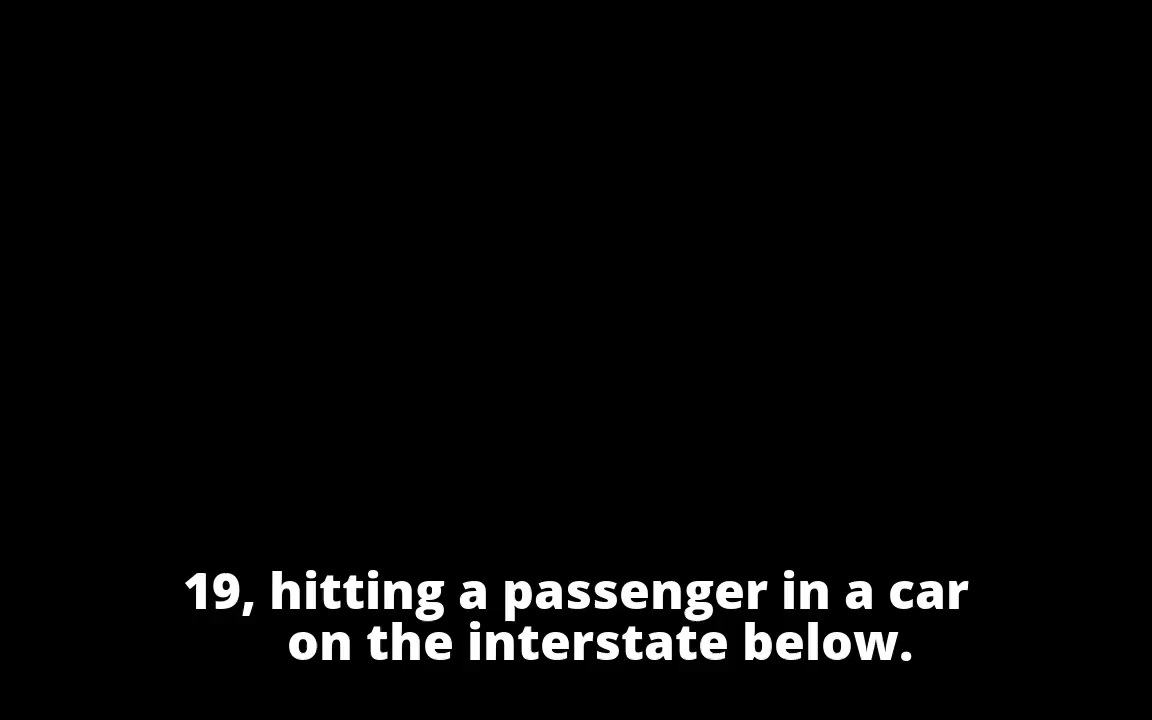 19, hitting a passenger in a car
on the interstate below.